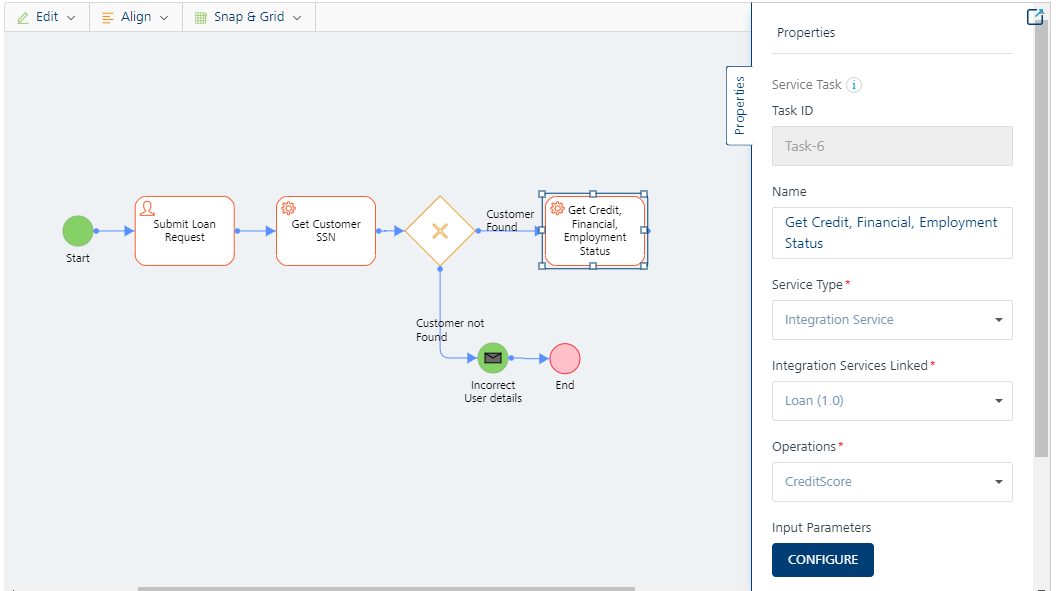 Edit
Align
Snap & Grid
Start
Submit Loan
Request
Get Customer
SSN
Customer
Found
Get Credit,
Financial,
Employment
Status
Customer not
Found
Incorrect
User details
End
Properties
Properties
Service Task i
Task ID
Task-6
Name
Get Credit, Financial, Employment
Status
Service Type*
Integration Service
Integration Services Linked*
Loan (1.0)
Operations*
CreditScore
Input Parameters
CONFIGURE